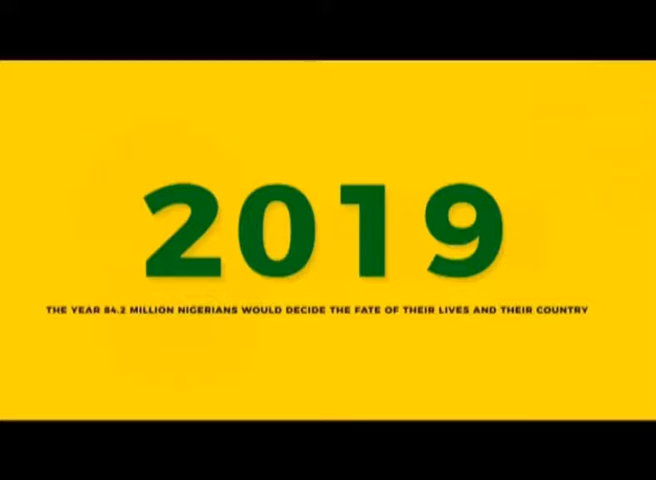 2019
THE YEAR 84.2 MILLION NIGERIANS WOULD DECIDE THE FATE OF THEIR LIVES AND THEIR COUNTRY